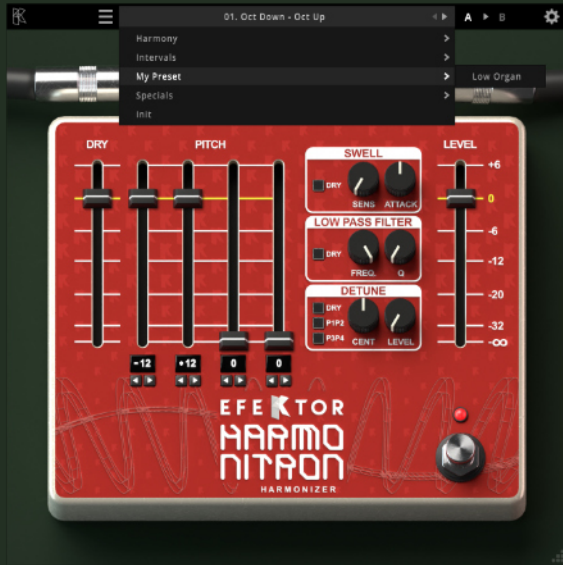 01. Oct Down - Oct Up
A B
Harmony
Intervals
My Preset
Low Organ
Specials
Init
DRY
PITCH
LEVEL
SWELL
DRY
SENS ATTACK
LOW PASS FILTER
DRY
FREQ. Q
DETUNE
DRY
P1P2
P3P4
CENT LEVEL
+6
0
-6
-12
-20
-32
-∞
-12 +12 0 0
EFEKTOR
HARMO
NITRON
HARMONIZER